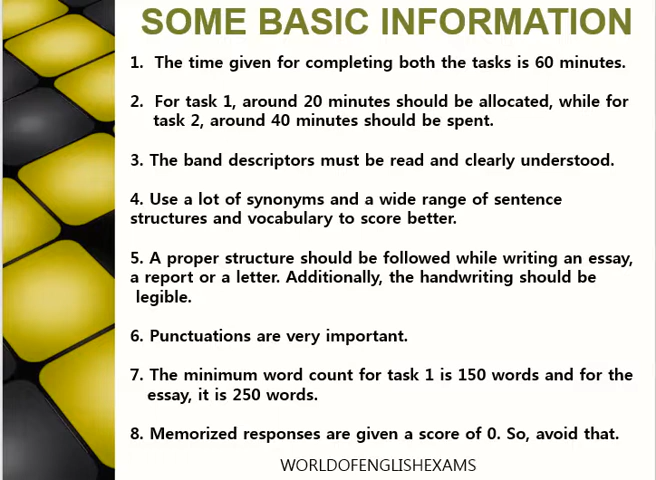 SOME BASIC INFORMATION
1. The time given for completing both the tasks is 60 minutes.
2. For task 1, around 20 minutes should be allocated, while for
task 2, around 40 minutes should be spent.
3. The band descriptors must be read and clearly understood.
4. Use a lot of synonyms and a wide range of sentence
structures and vocabulary to score better.
5. A proper structure should be followed while writing an essay,
a report or a letter. Additionally, the handwriting should be
legible.
6. Punctuations are very important.
7. The minimum word count for task 1 is 150 words and for the
essay, it is 250 words.
8. Memorized responses are given a score of 0. So, avoid that.
WORLDOFENGLISHEXAMS